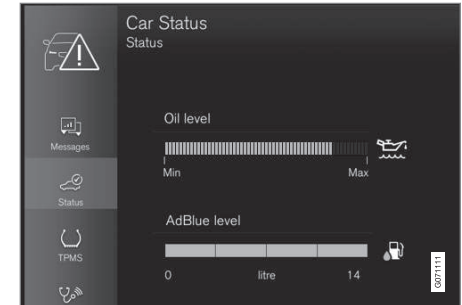 Car Status
Status
Messages
Status
TPMS
Oil level
Min Max
AdBlue level
0 litre 14
G071111